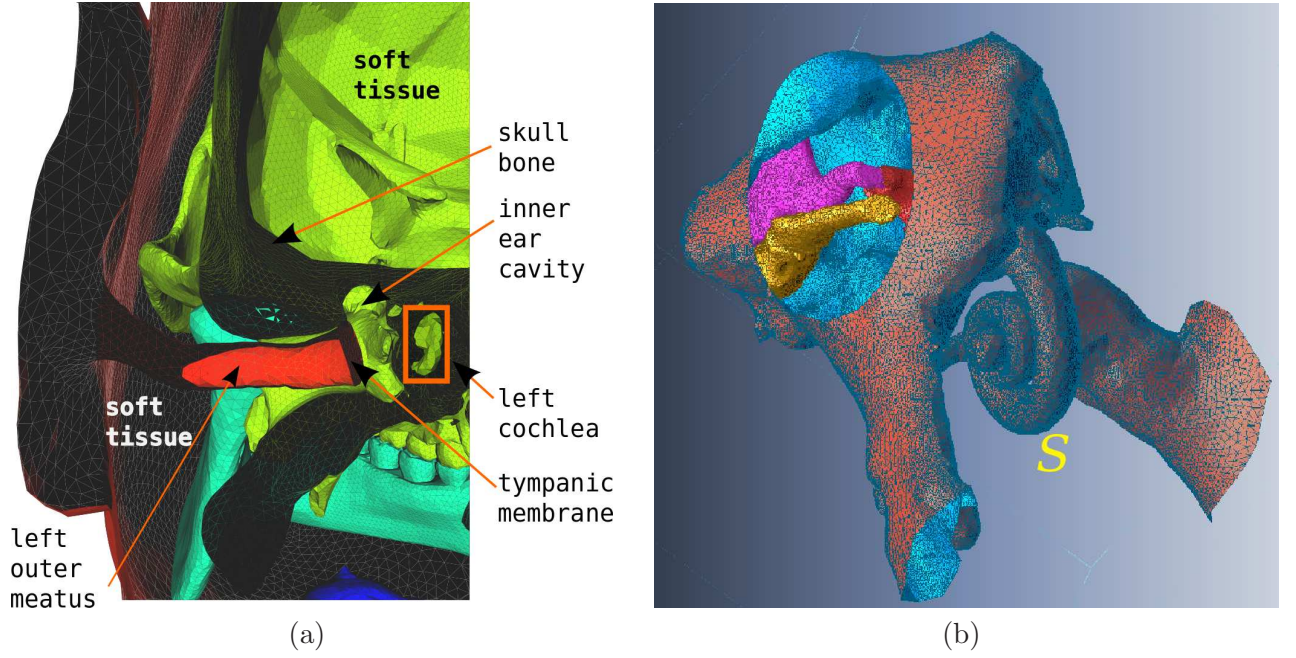 soft
tissue
skull
bone
inner
ear
cavity
soft
tissue
left
cochlea
tympanic
membrane
left
outer
meatus
S
(a)
(b)